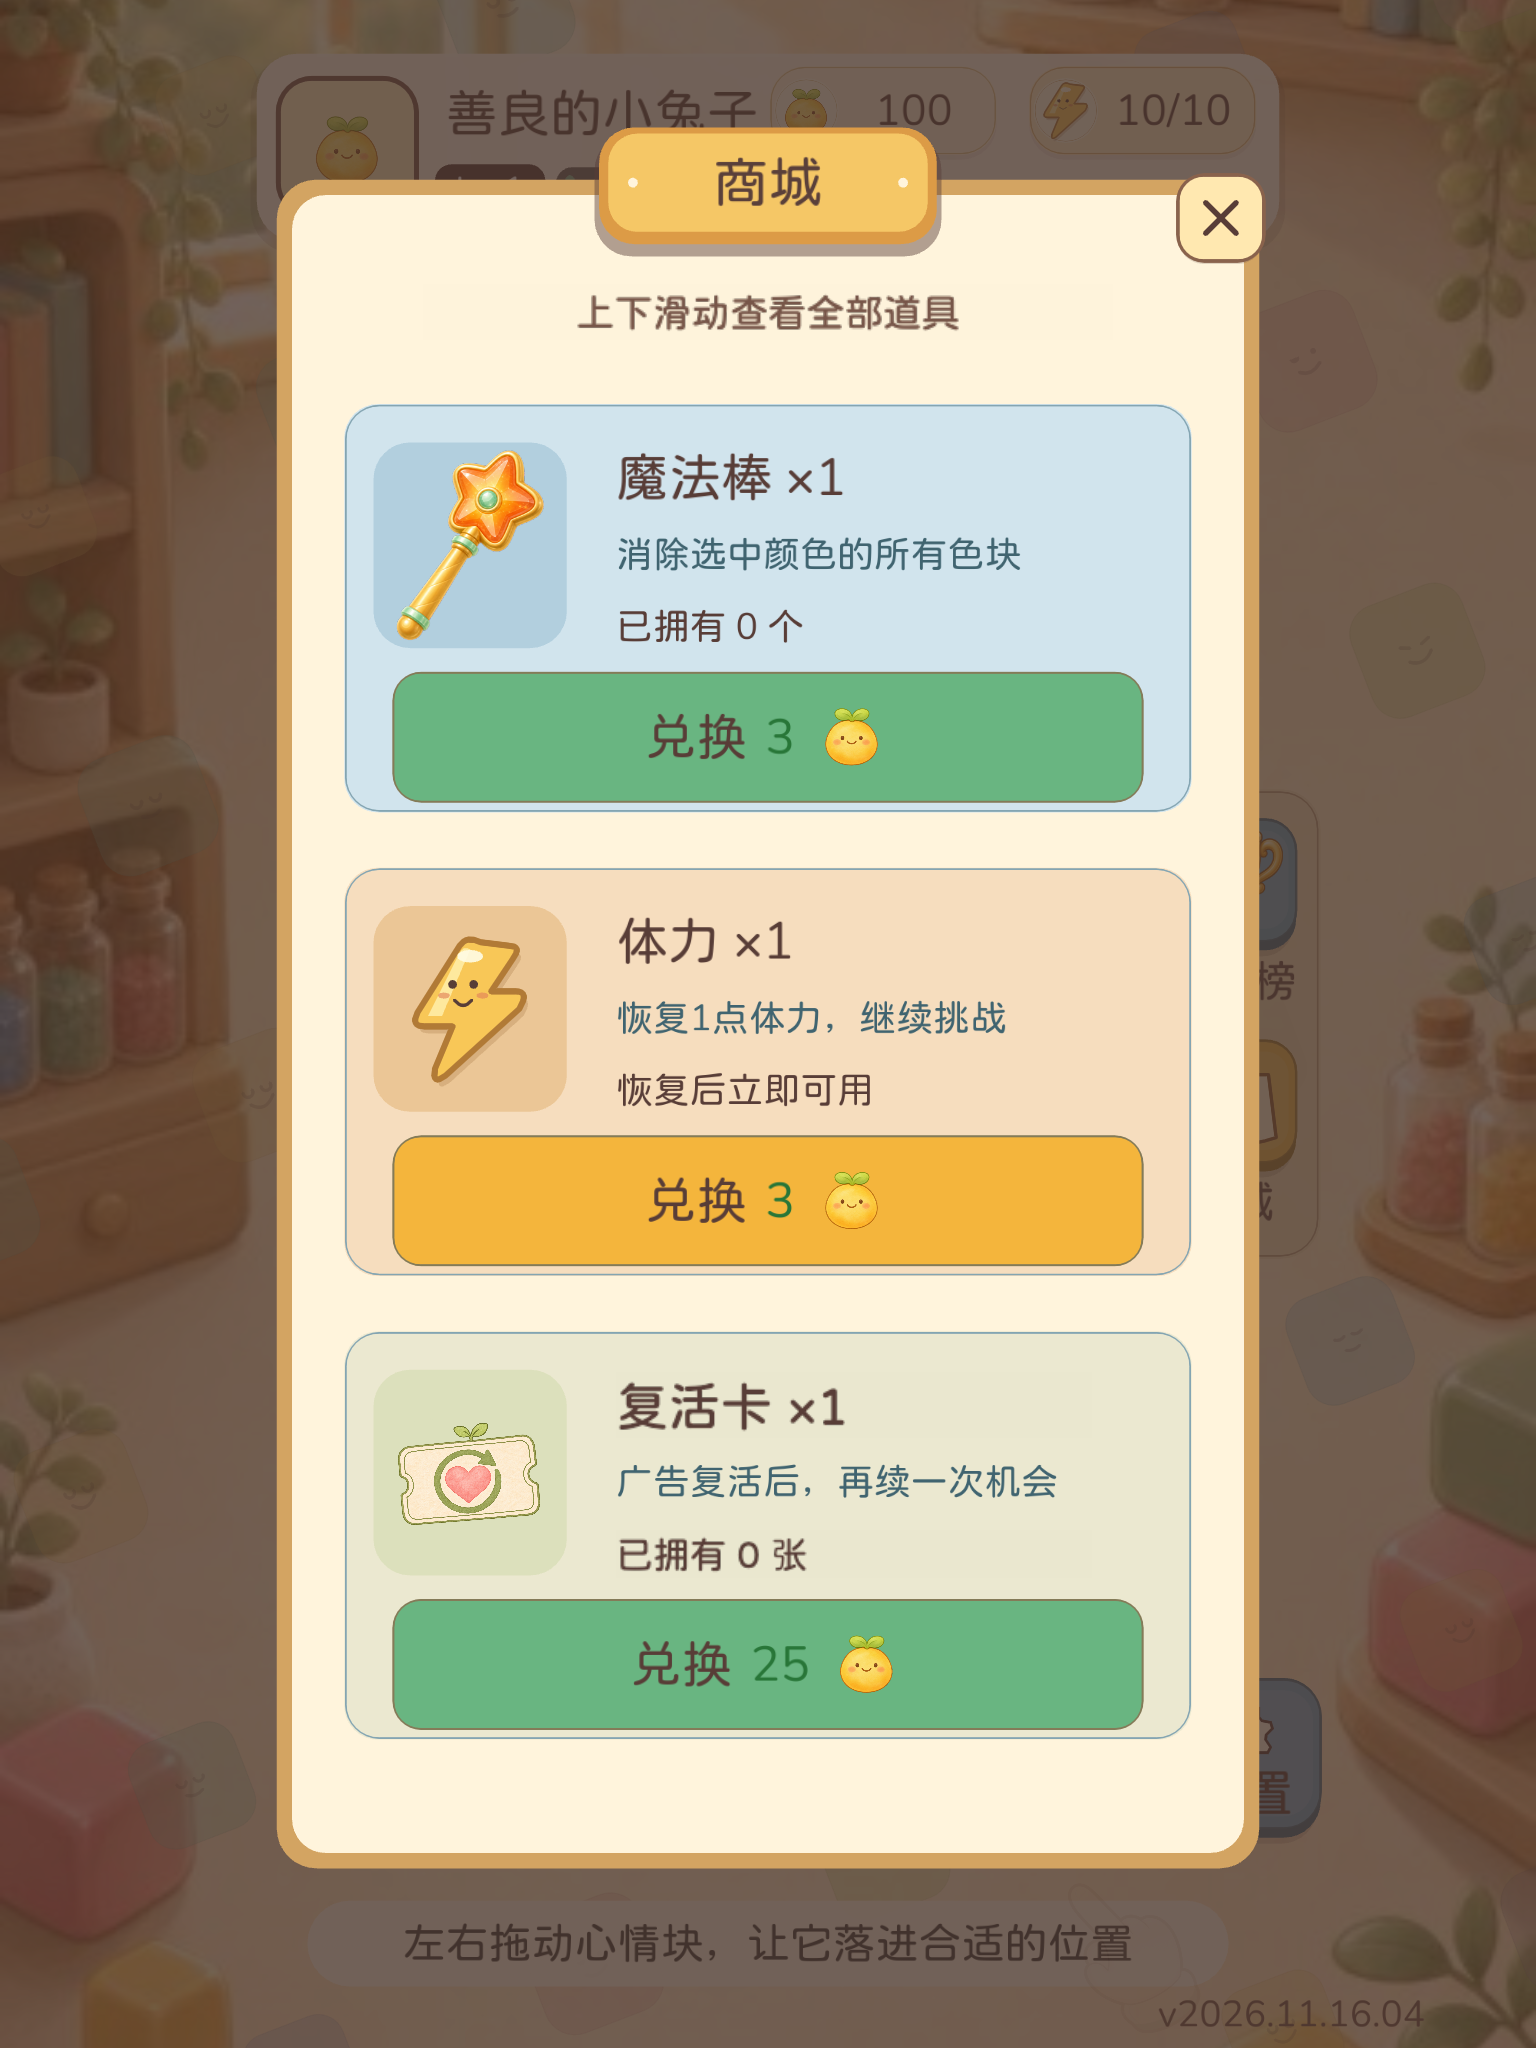 善良的小兔子
100
10/10
商城
上下滑动查看全部道具
魔法棒 ×1
消除选中颜色的所有色块
已拥有 0 个
兑换 3
体力 ×1
恢复1点体力，继续挑战
恢复后立即可用
兑换 3
榜
复活卡 ×1
广告复活后，再续一次机会
已拥有 0 张
兑换 25
置
左右拖动心情块，让它落进合适的位置
v2026.11.16.04